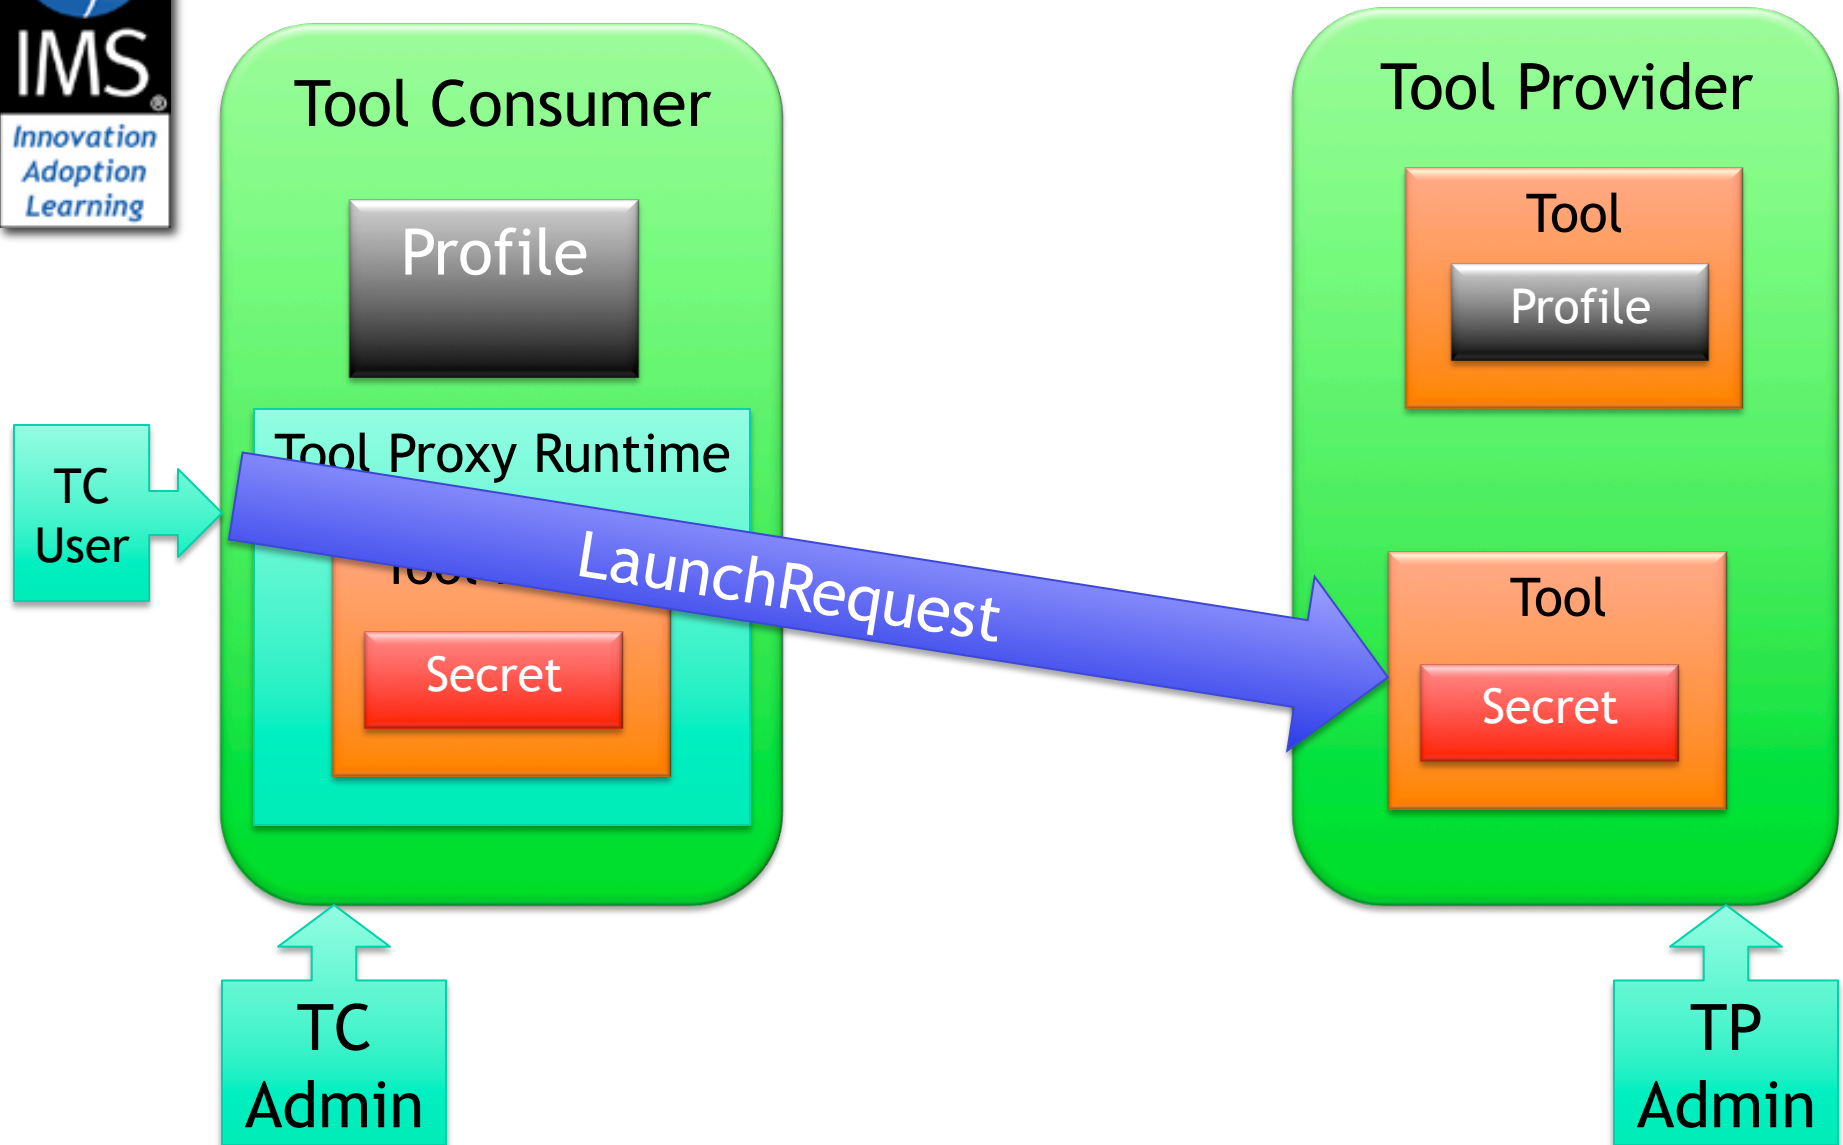 IMS®
Innovation
Adoption
Learning
Tool Consumer
Profile
Tool Proxy Runtime
Tool
Secret
TC
User
LaunchRequest
Tool Provider
Tool
Profile
Tool
Secret
TC
Admin
TP
Admin